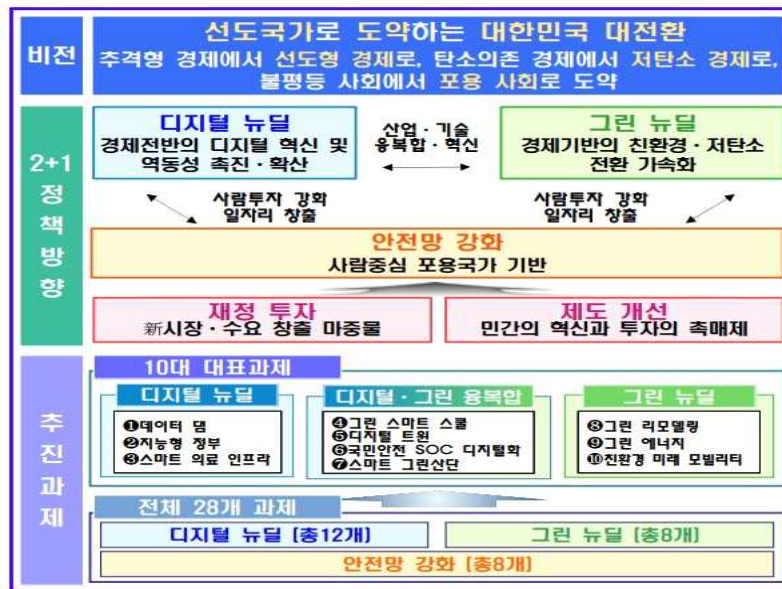 비전
선도국가로 도약하는 대한민국 대전환
추격형 경제에서 선도형 경제로, 탄소의존 경제에서 저탄소 경제로,
불평등 사회에서 포용 사회로 도약
2+1
정
책
방
향
디지털 뉴딜
경제전반의 디지털 혁신 및
역동성 촉진·확산
산업·기술
융복합·혁신
그린 뉴딜
경제기반의 친환경·저탄소
전환 가속화
사람투자 강화
일자리 창출
사람투자 강화
일자리 창출
안전망 강화
사람중심 포용국가 기반
재정 투자
新시장·수요 창출 마중물
제도 개선
민간의 혁신과 투자의 촉매제
추
진
과
제
10대 대표과제
디지털 뉴딜
❶데이터 댐
❷지능형 정부
❸스마트 의료 인프라
디지털·그린 융복합
❹그린 스마트 스쿨
❺디지털 트윈
❻국민안전 SOC 디지털화
❼스마트 그린산단
그린 뉴딜
❽그린 리모델링
❾그린 에너지
❿친환경 미래 모빌리티
전체 28개 과제
디지털 뉴딜 (총12개)
그린 뉴딜 (총8개)
안전망 강화 (총8개)